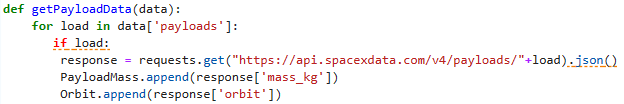 def getPayloadData(data):
    for load in data['payloads']:
       if load:
        response = requests.get("https://api.spacexdata.com/v4/payloads/"+load).json()
        PayloadMass.append(response['mass_kg'])
        Orbit.append(response['orbit'])